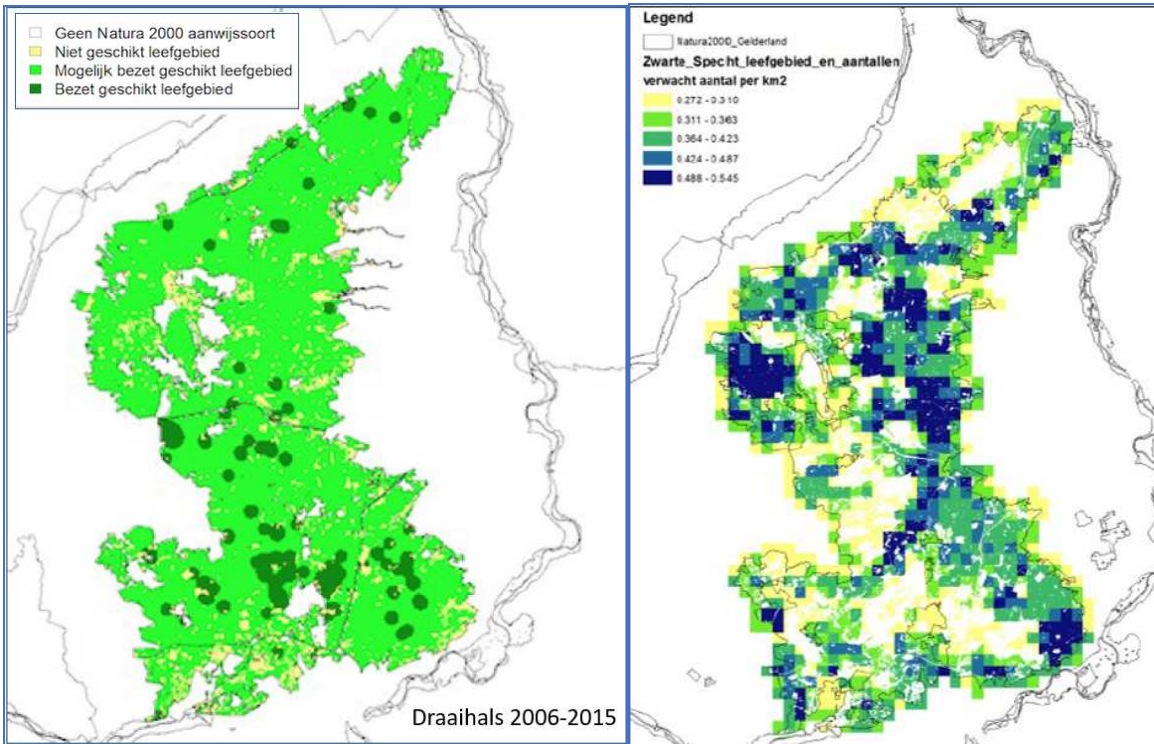 Geen Natura 2000 aanwijssoort
Niet geschikt leefgebied
Mogelijk bezet geschikt leefgebied
Bezet geschikt leefgebied
Draaihals 2006-2015
Legend
Natura2000_Gelderland
Zwarte_Specht_leefgebied_en_aantallen
verwacht aantal per km2
0.272 - 0.310
0.311 - 0.363
0.364 - 0.423
0.424 - 0.487
0.488 - 0.545